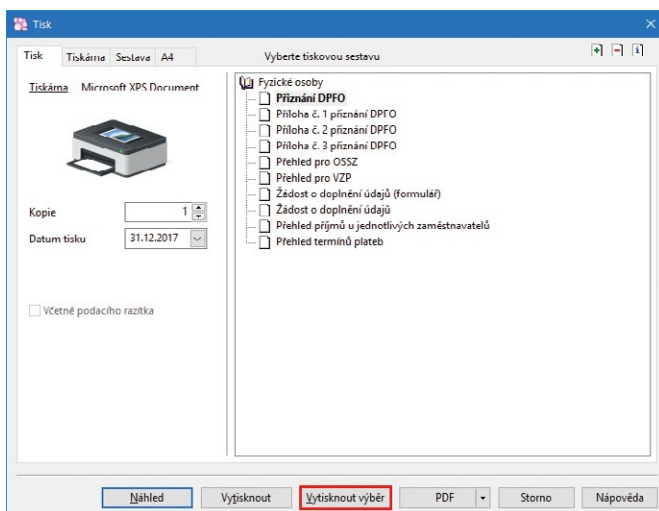 Tisk
Tisk Tiskárna Sestava A4 Vyberte tiskovou sestavu
Tiskárna Microsoft XPS Document
Kopie 1
Datum tisku 31.12.2017
Včetně podacího razítka
Fyzické osoby
Přiznání DPFO
Příloha č. 1 přiznání DPFO
Příloha č. 2 přiznání DPFO
Příloha č. 3 přiznání DPFO
Přehled pro OSSZ
Přehled pro VZP
Žádost o doplnění údajů (formulář)
Žádost o doplnění údajů
Přehled příjmů u jednotlivých zaměstnavatelů
Přehled termínů plateb
Náhled Vytisknout Vytisknout výběr PDF Storno Nápověda